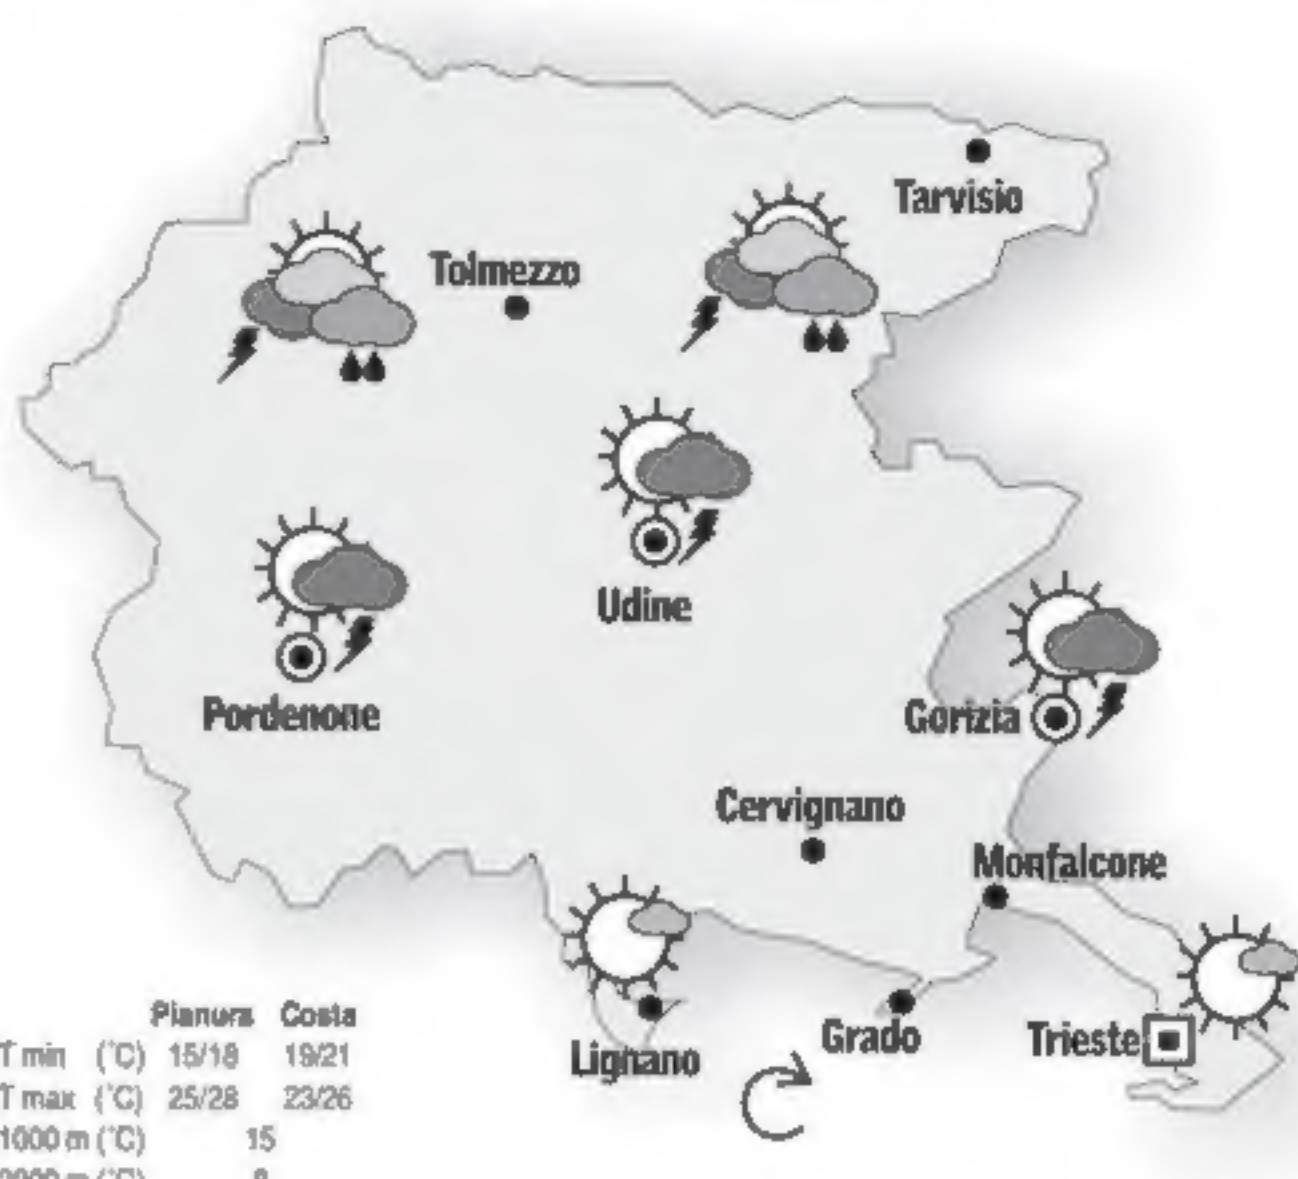 Tarvisio
Tolmezzo
Udine
Pordenone
Gorizia
Cervignano
Monfalcone
Lignano
Grado
Trieste
Pianura Costa
T min (°C) 15/18 19/21
T max (°C) 25/28 23/26
1000 m (°C) 15